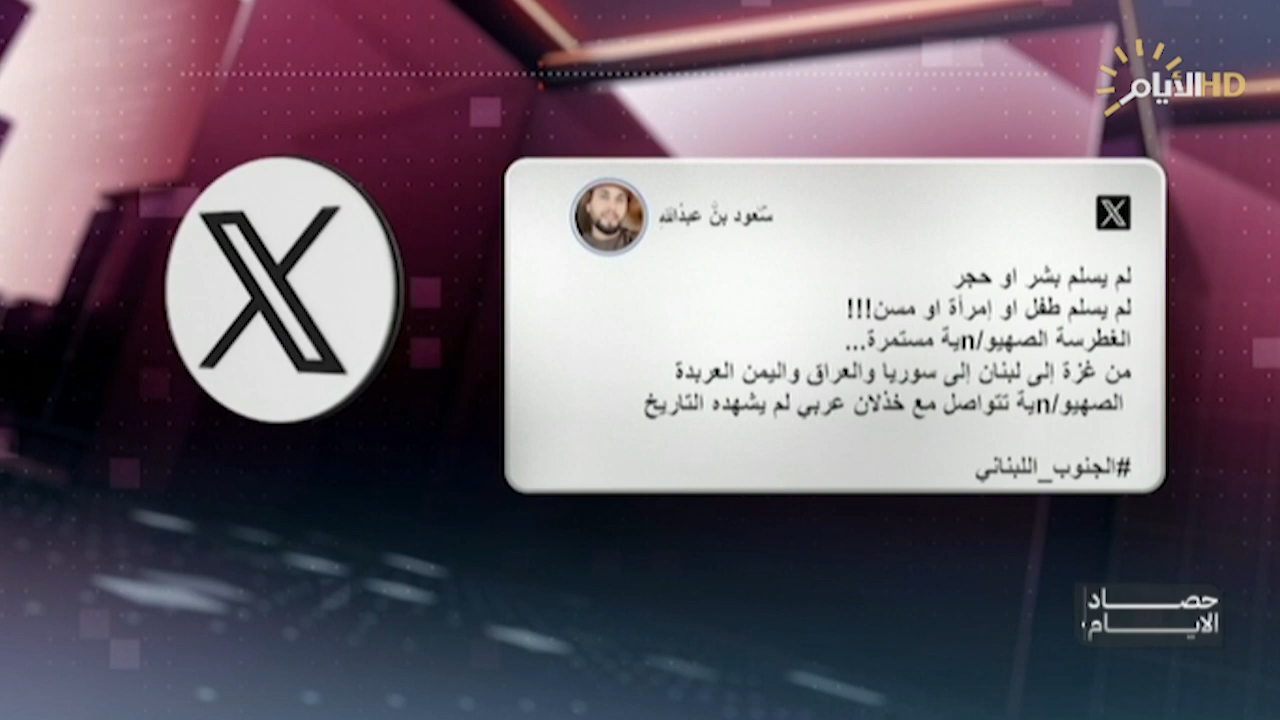 الأيام HD
سَعود بنْ عبدالله
لم يسلم بشر او حجر
لم يسلم طفل او إمرأة او مسن!!!
الغطرسة الصهيو/nية مستمرة...
من غزة إلى لبنان إلى سوريا والعراق واليمن العربدة
الصهيو/nية تتواصل مع خذلان عربي لم يشهده التاريخ
#الجنوب_اللبناني
حصاد
الايام